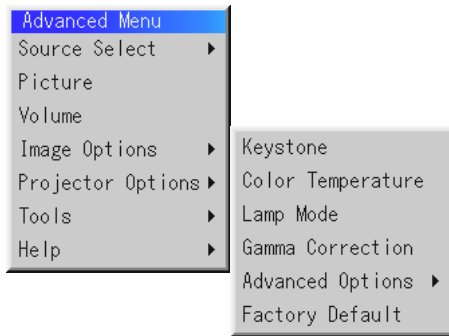 Advanced Menu
Source Select
Picture
Volume
Image Options
Projector Options
Tools
Help
Keystone
Color Temperature
Lamp Mode
Gamma Correction
Advanced Options
Factory Default